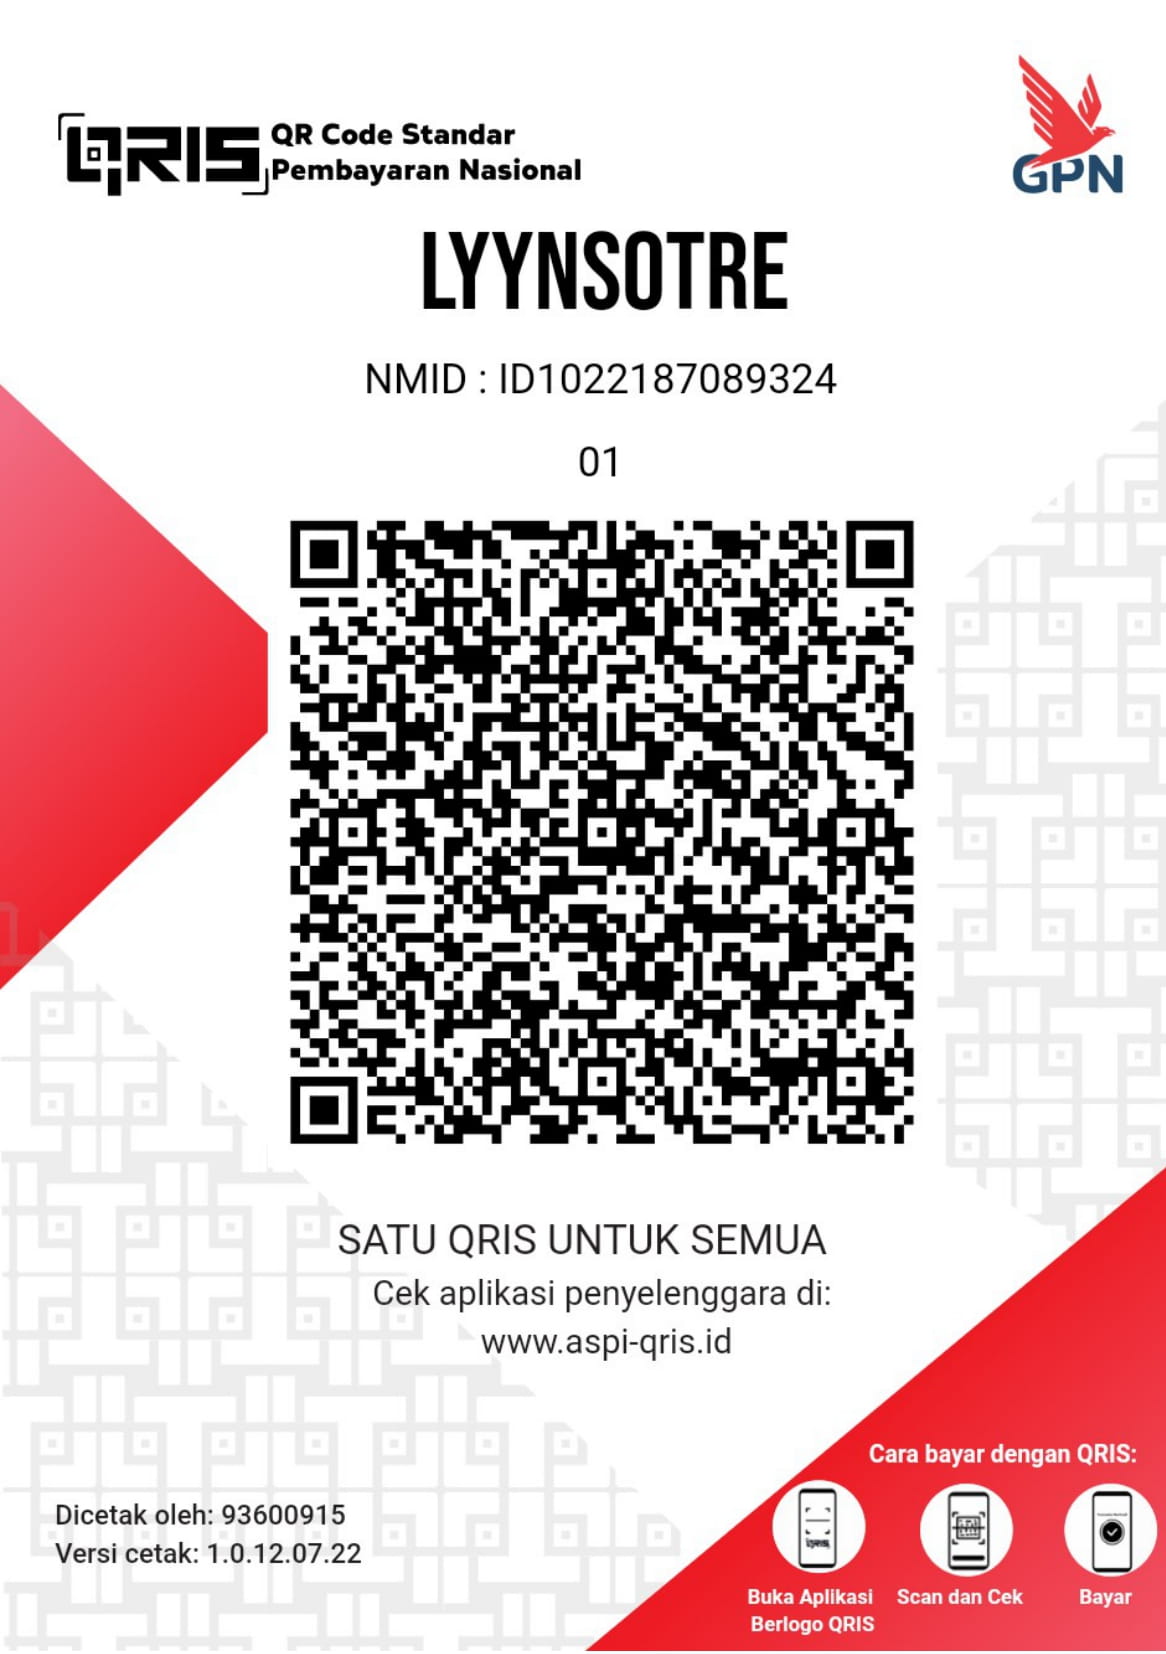 QRIS QR Code Standar
Pembayaran Nasional
GPN
LYYNSOTRE
NMID : ID1022187089324
01
SATU QRIS UNTUK SEMUA
Cek aplikasi penyelenggara di:
www.aspi-qris.id
Cara bayar dengan QRIS:
Dicetak oleh: 93600915
Versi cetak: 1.0.12.07.22
Buka Aplikasi
Berlogo QRIS
Scan dan Cek
Bayar